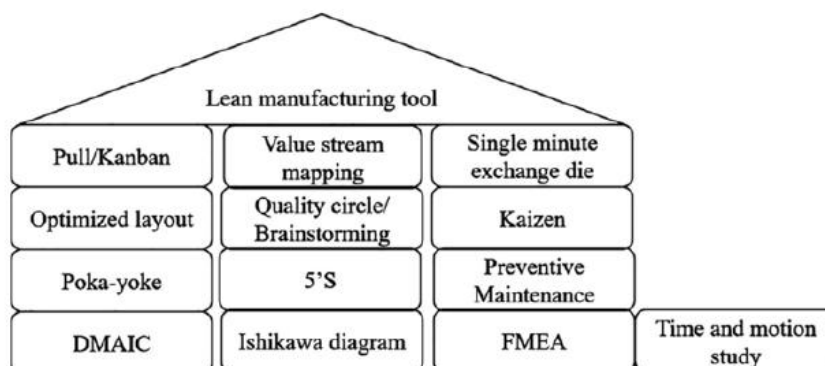 Lean manufacturing tool
Pull/Kanban
Value stream
mapping
Single minute
exchange die
Optimized layout
Quality circle/
Brainstorming
Kaizen
Poka-yoke
5’S
Preventive
Maintenance
DMAIC
Ishikawa diagram
FMEA
Time and motion
study